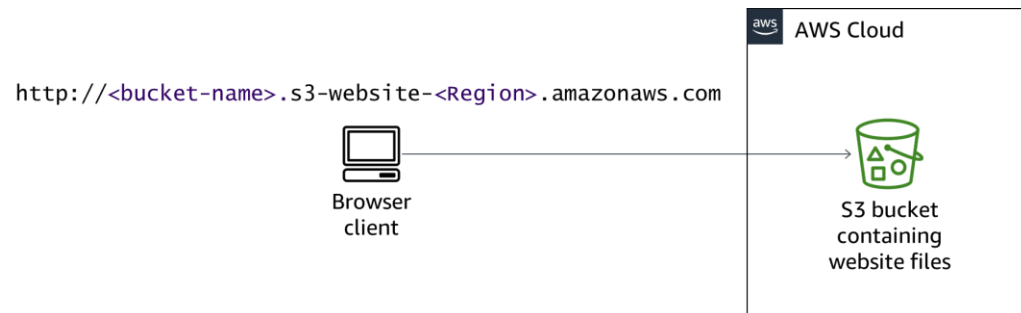 aws
AWS Cloud
http://<bucket-name>.s3-website-<Region>.amazonaws.com
Browser
client
S3 bucket
containing
website files